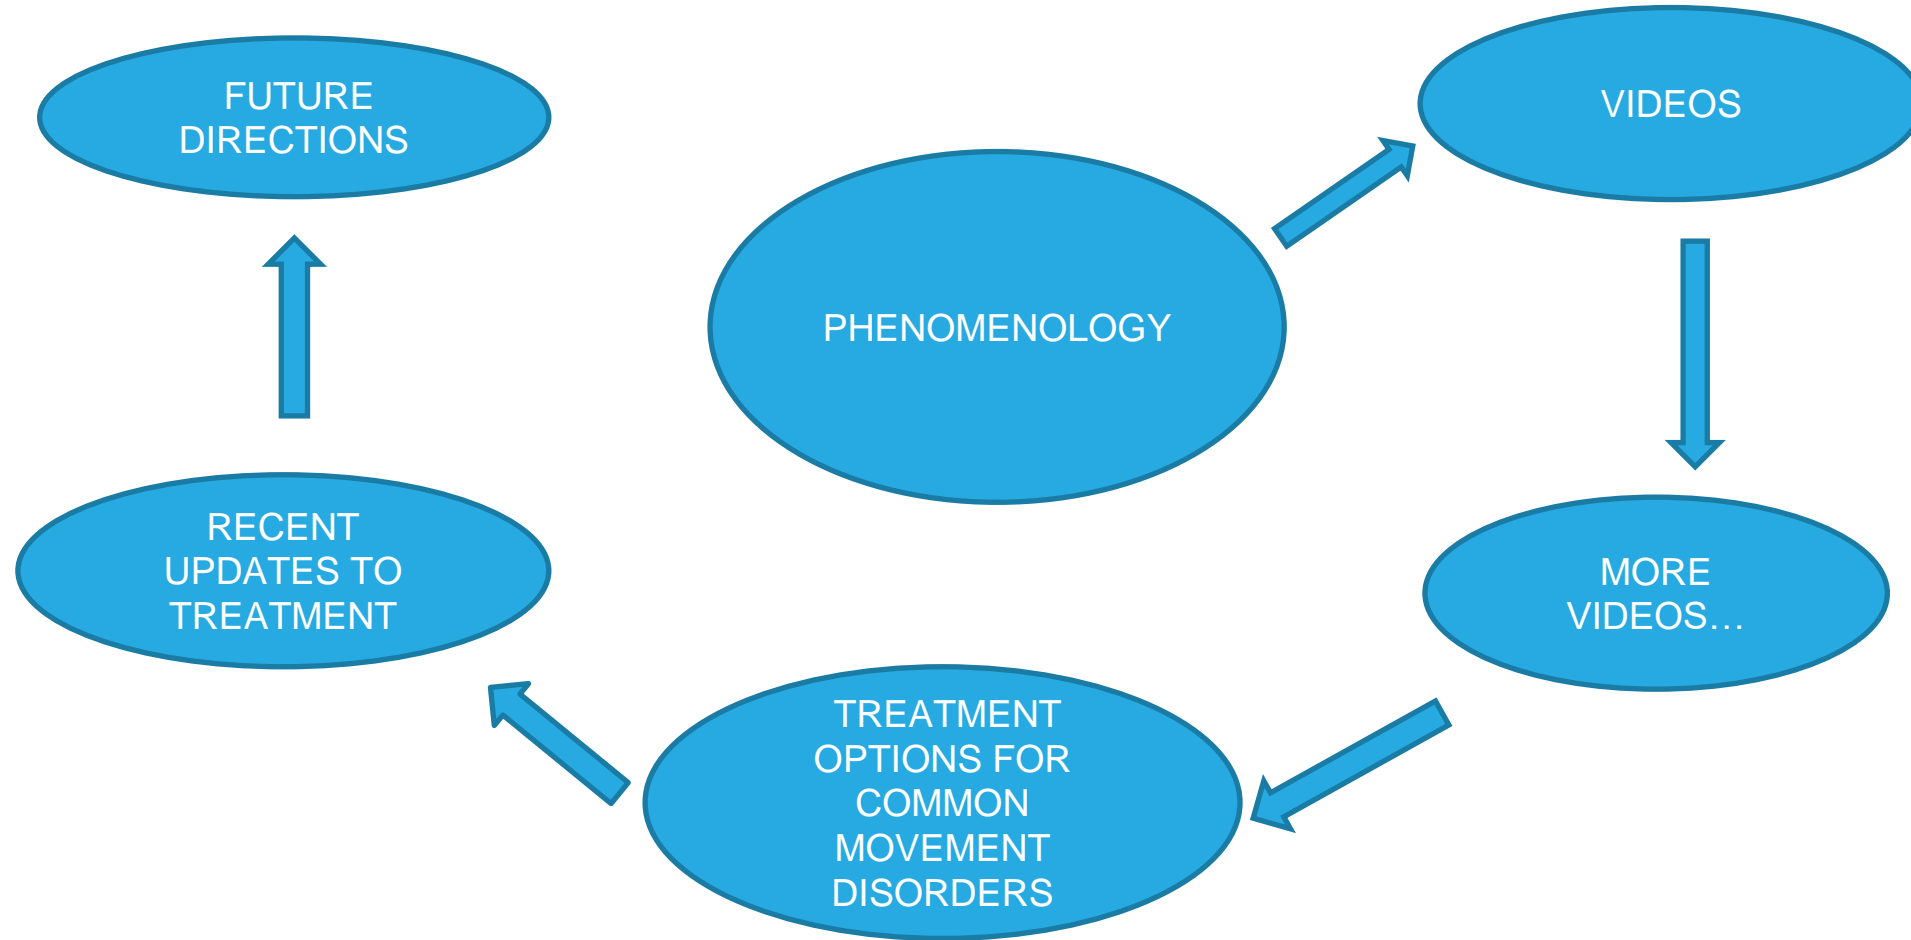 PHENOMENOLOGY
VIDEOS
MORE
VIDEOS…
TREATMENT
OPTIONS FOR
COMMON
MOVEMENT
DISORDERS
RECENT
UPDATES TO
TREATMENT
FUTURE
DIRECTIONS